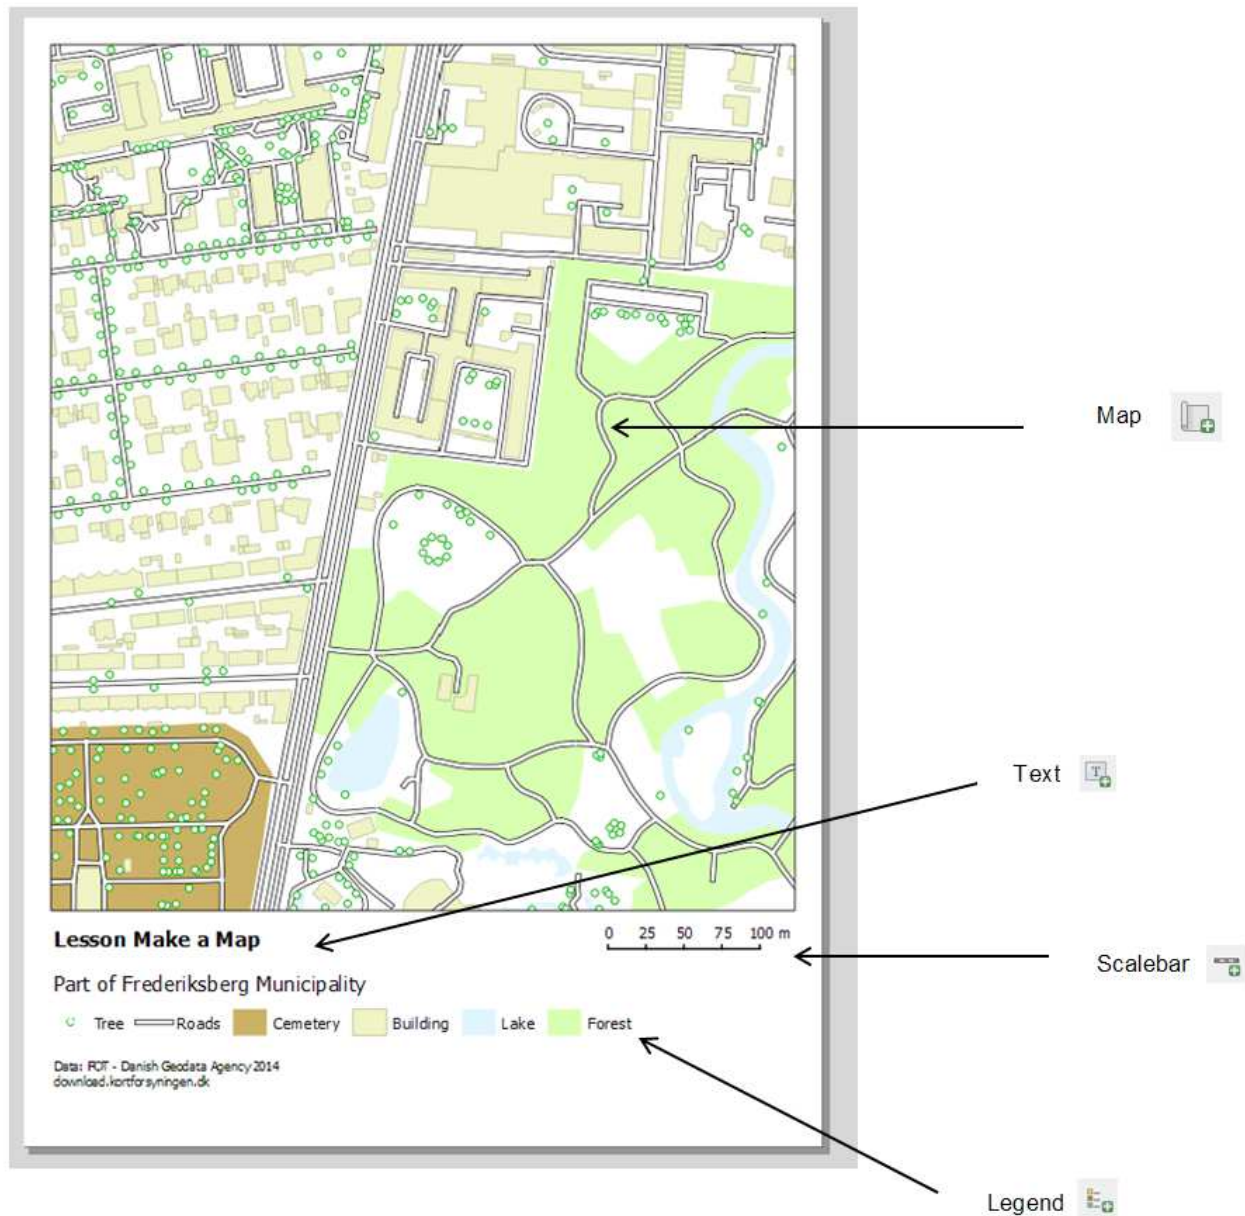 Map
Text
Lesson Make a Map
0 25 50 75 100 m
Scalebar
Part of Frederiksberg Municipality
Tree Roads Cemetery Building Lake Forest
Data: FOT - Danish Geodata Agency 2014
download.kortforsyningen.dk
Legend